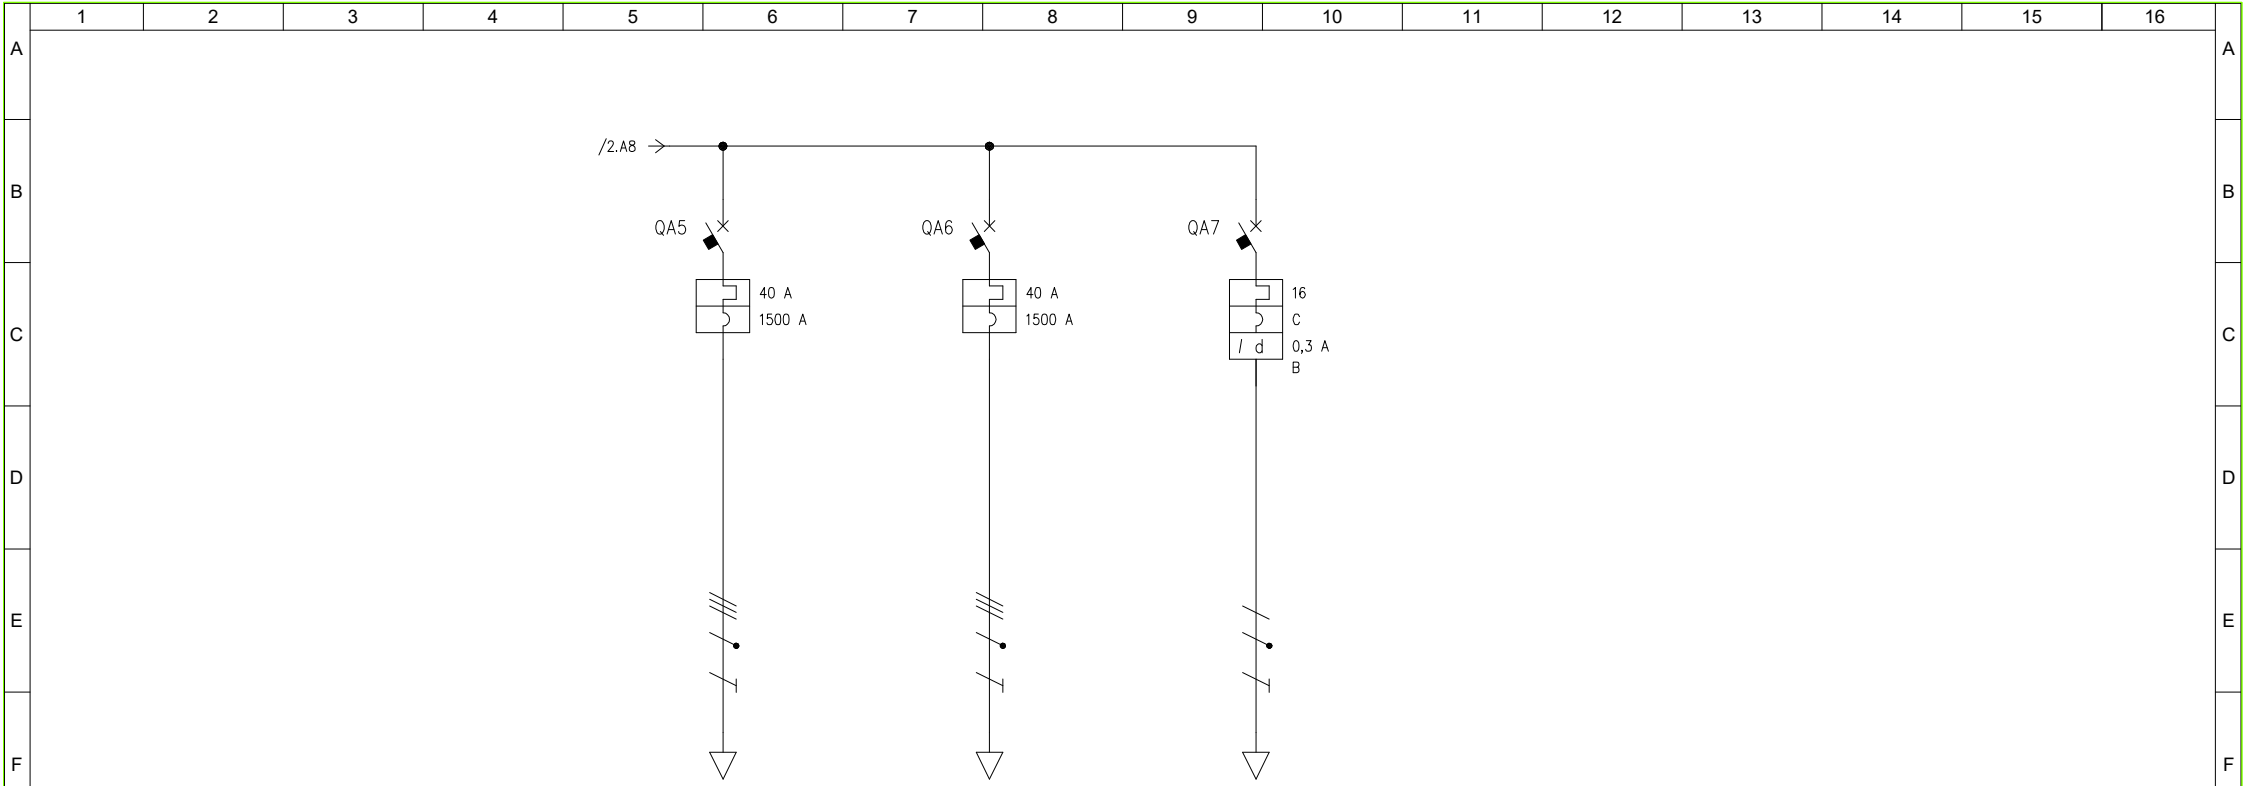 1 2 3 4 5 6 7 8 9 10 11 12 13 14 15 16
A A
/2.A8
B B
QA5 QA6 QA7
40 A 40 A 16
1500 A 1500 A C
C C
I d 0,3 A
B
D D
E E
F F